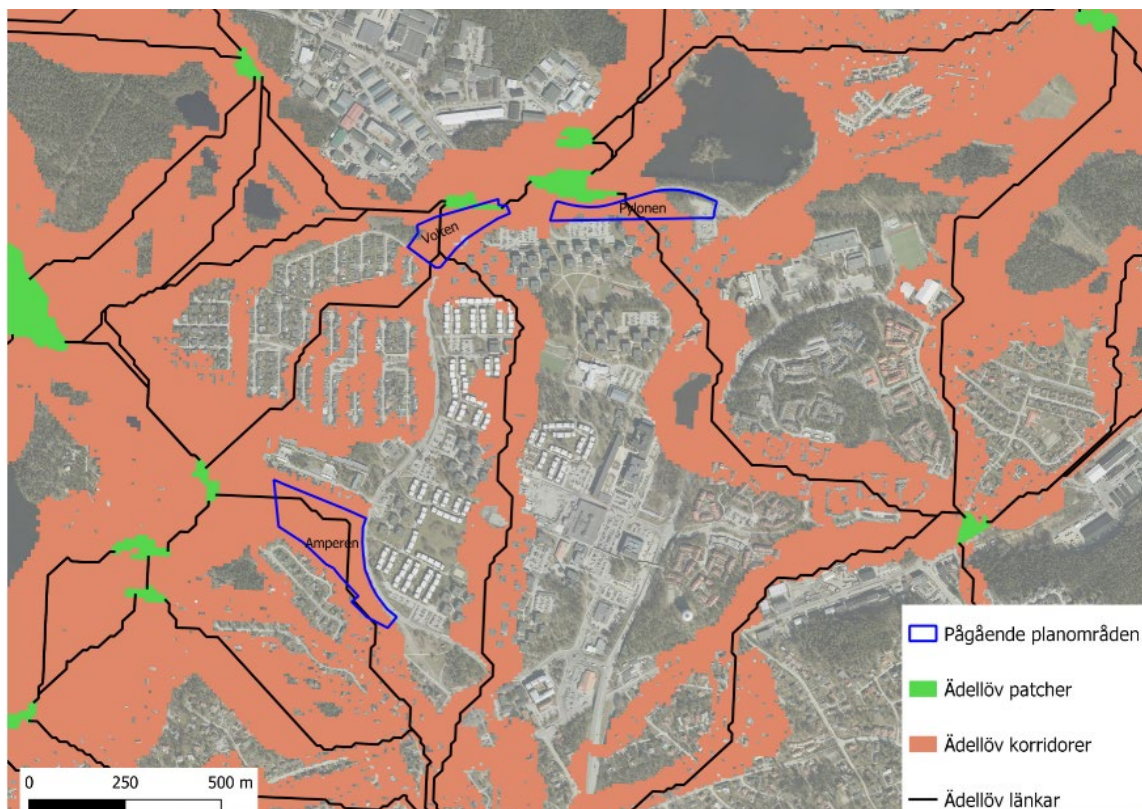 Pylonen
Volten
Amperen
Pågående planområden
Ädellöv patcher
Ädellöv korridorer
Ädellöv länkar
0 250 500 m